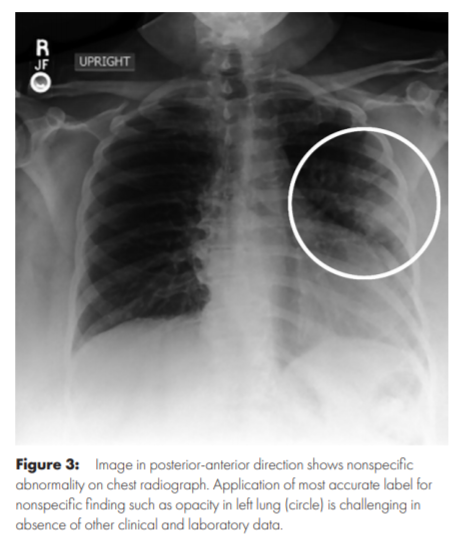 R
JF
UPRIGHT
Figure 3: Image in posterior-anterior direction shows nonspecific
abnormality on chest radiograph. Application of most accurate label for
nonspecific finding such as opacity in left lung (circle) is challenging in
absence of other clinical and laboratory data.